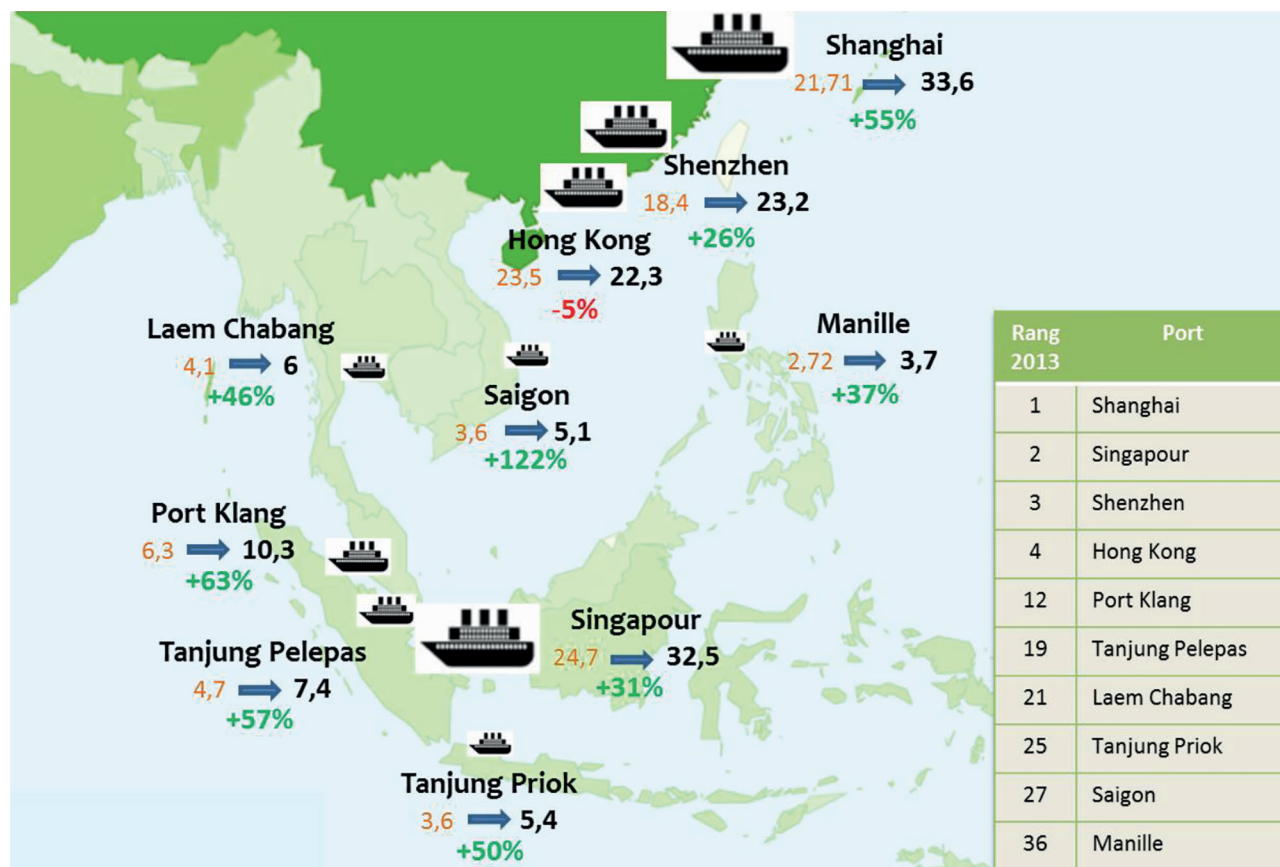 Shanghai
21,71 33,6
+55%
Shenzhen
18,4 23,2
+26%
Hong Kong
23,5 22,3
-5%
Laem Chabang
4,1 6
+46%
Manille
2,72 3,7
+37%
Saigon
3,6 5,1
+122%
Port Klang
6,3 10,3
+63%
Singapour
24,7 32,5
+31%
Tanjung Pelepas
4,7 7,4
+57%
Tanjung Priok
3,6 5,4
+50%
Rang 2013 Port
1 Shanghai
2 Singapour
3 Shenzhen
4 Hong Kong
12 Port Klang
19 Tanjung Pelepas
21 Laem Chabang
25 Tanjung Priok
27 Saigon
36 Manille